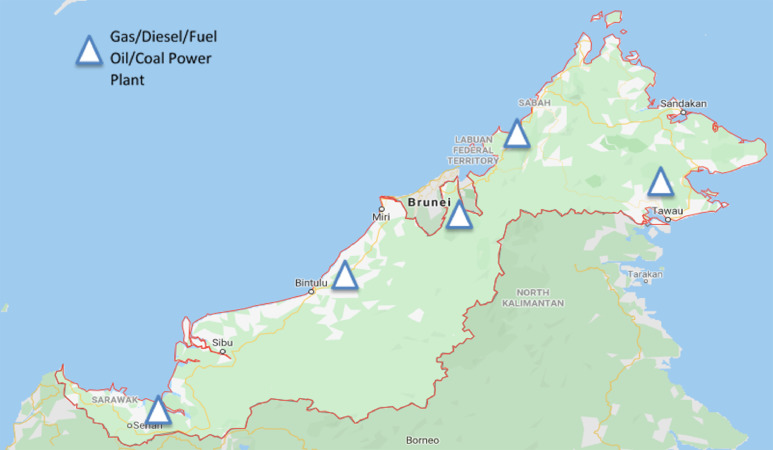 Gas/Diesel/Fuel
Oil/Coal Power
Plant
SABAH
Sandakan
LABUAN
FEDERAL
TERRITORY
Brunei
Miri
Tawau
Tarakan
Bintulu
NORTH
KALIMANTAN
Sibu
SARAWAK
Borneo